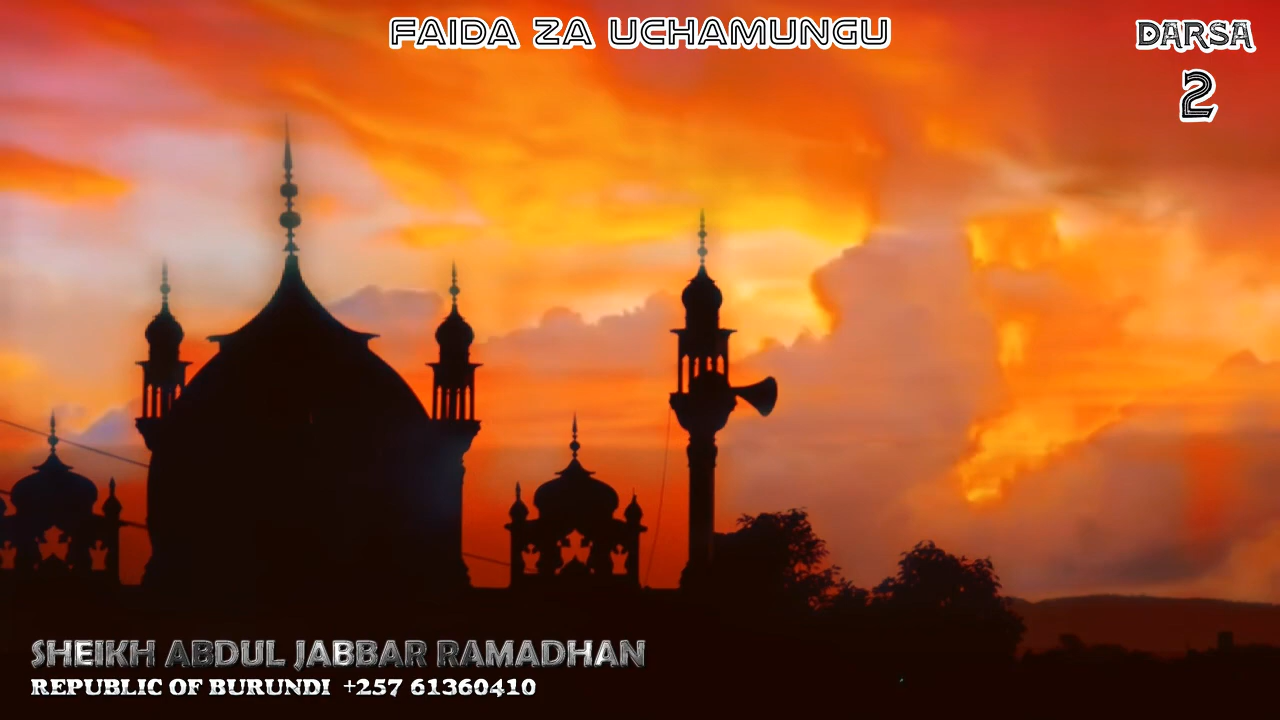 FAIDA ZA UCHAMUNGU
DARSA
2
SHEIKH ABDUL JABBAR RAMADHAN
REPUBLIC OF BURUNDI +257 61360410